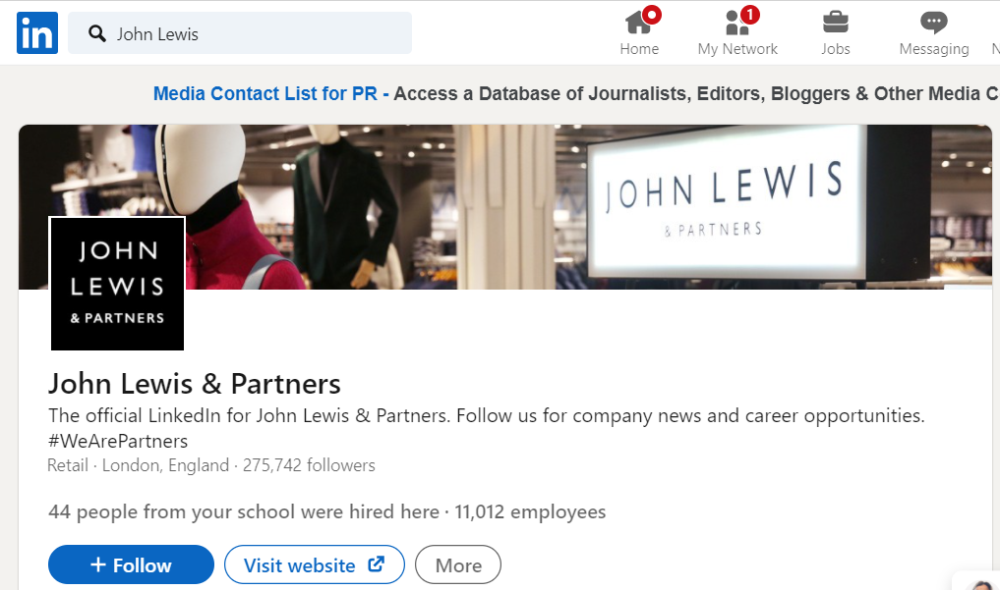 in
John Lewis
1
Home
My Network
Jobs
Messaging
N
Media Contact List for PR - Access a Database of Journalists, Editors, Bloggers & Other Media C
JOHN LEWIS
& PARTNERS
JOHN
LEWIS
& PARTNERS
John Lewis & Partners
The official LinkedIn for John Lewis & Partners. Follow us for company news and career opportunities.
#WeArePartners
Retail · London, England · 275,742 followers
44 people from your school were hired here · 11,012 employees
+ Follow
Visit website
More